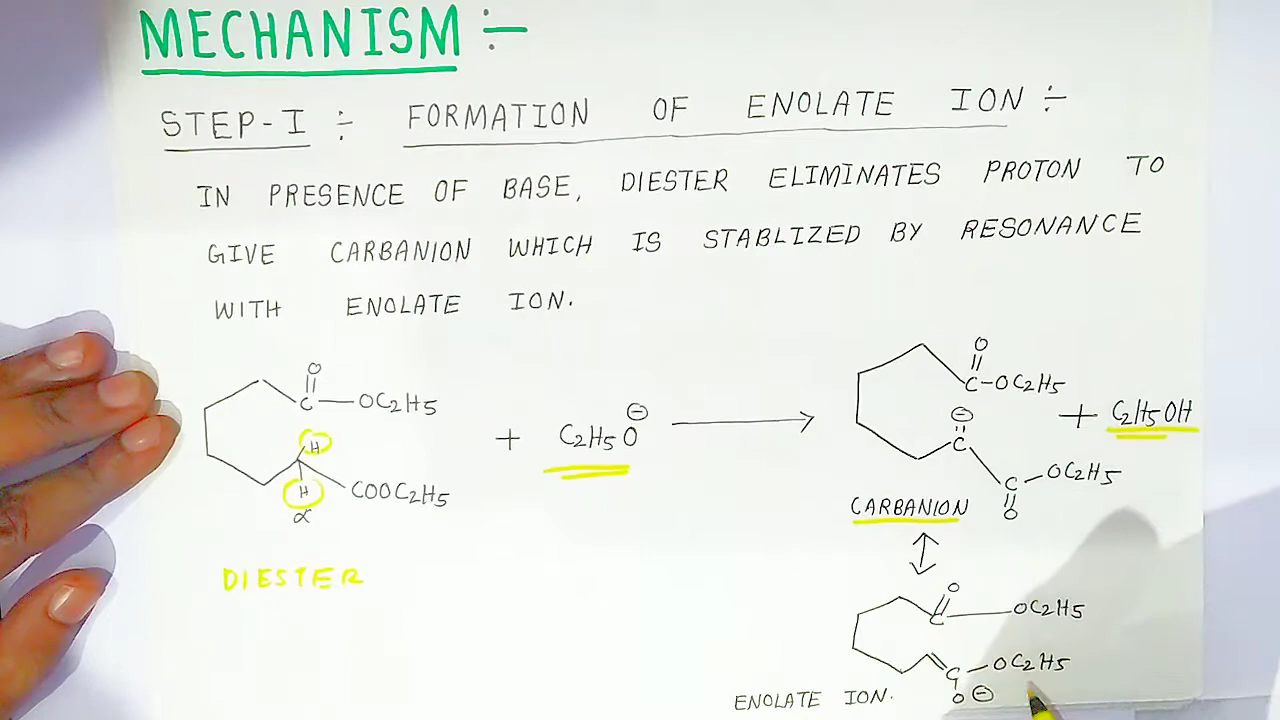 MECHANISM :-
STEP-I :- FORMATION OF ENOLATE ION :-
IN PRESENCE OF BASE, DIESTER ELIMINATES PROTON TO
GIVE CARBANION WHICH IS STABLIZED BY RESONANCE
WITH ENOLATE ION.
O
C-OC2H5
H
H
COOC2H5
α
DIESTER
+ C2H5O⊖
O
C-OC2H5
⊖
C
C-OC2H5
O
+ C2H5OH
CARBANION
O
C-OC2H5
C-OC2H5
O⊖
ENOLATE ION.